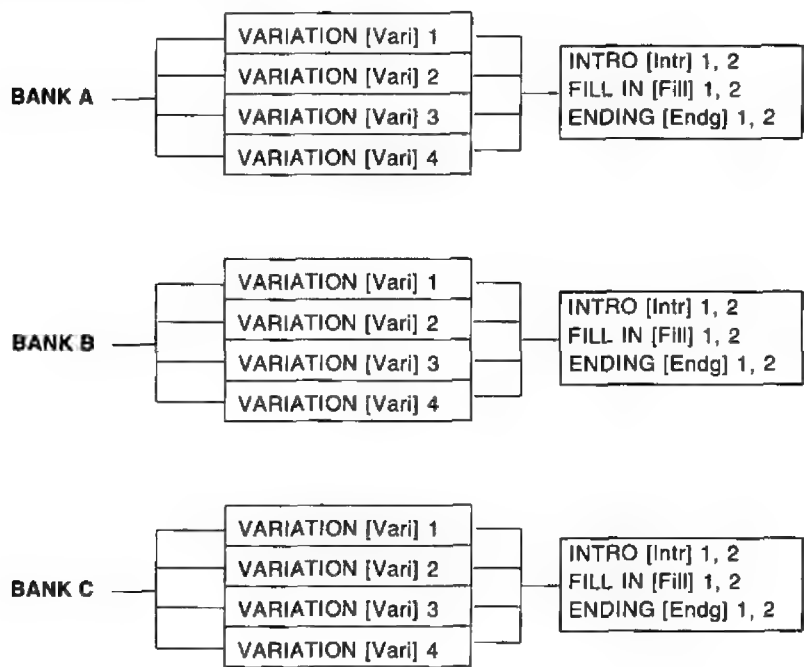 BANK A
VARIATION [Vari] 1
VARIATION [Vari] 2
VARIATION [Vari] 3
VARIATION [Vari] 4
INTRO [Intr] 1, 2
FILL IN [Fill] 1, 2
ENDING [Endg] 1, 2
BANK B
VARIATION [Vari] 1
VARIATION [Vari] 2
VARIATION [Vari] 3
VARIATION [Vari] 4
INTRO [Intr] 1, 2
FILL IN [Fill] 1, 2
ENDING [Endg] 1, 2
BANK C
VARIATION [Vari] 1
VARIATION [Vari] 2
VARIATION [Vari] 3
VARIATION [Vari] 4
INTRO [Intr] 1, 2
FILL IN [Fill] 1, 2
ENDING [Endg] 1, 2